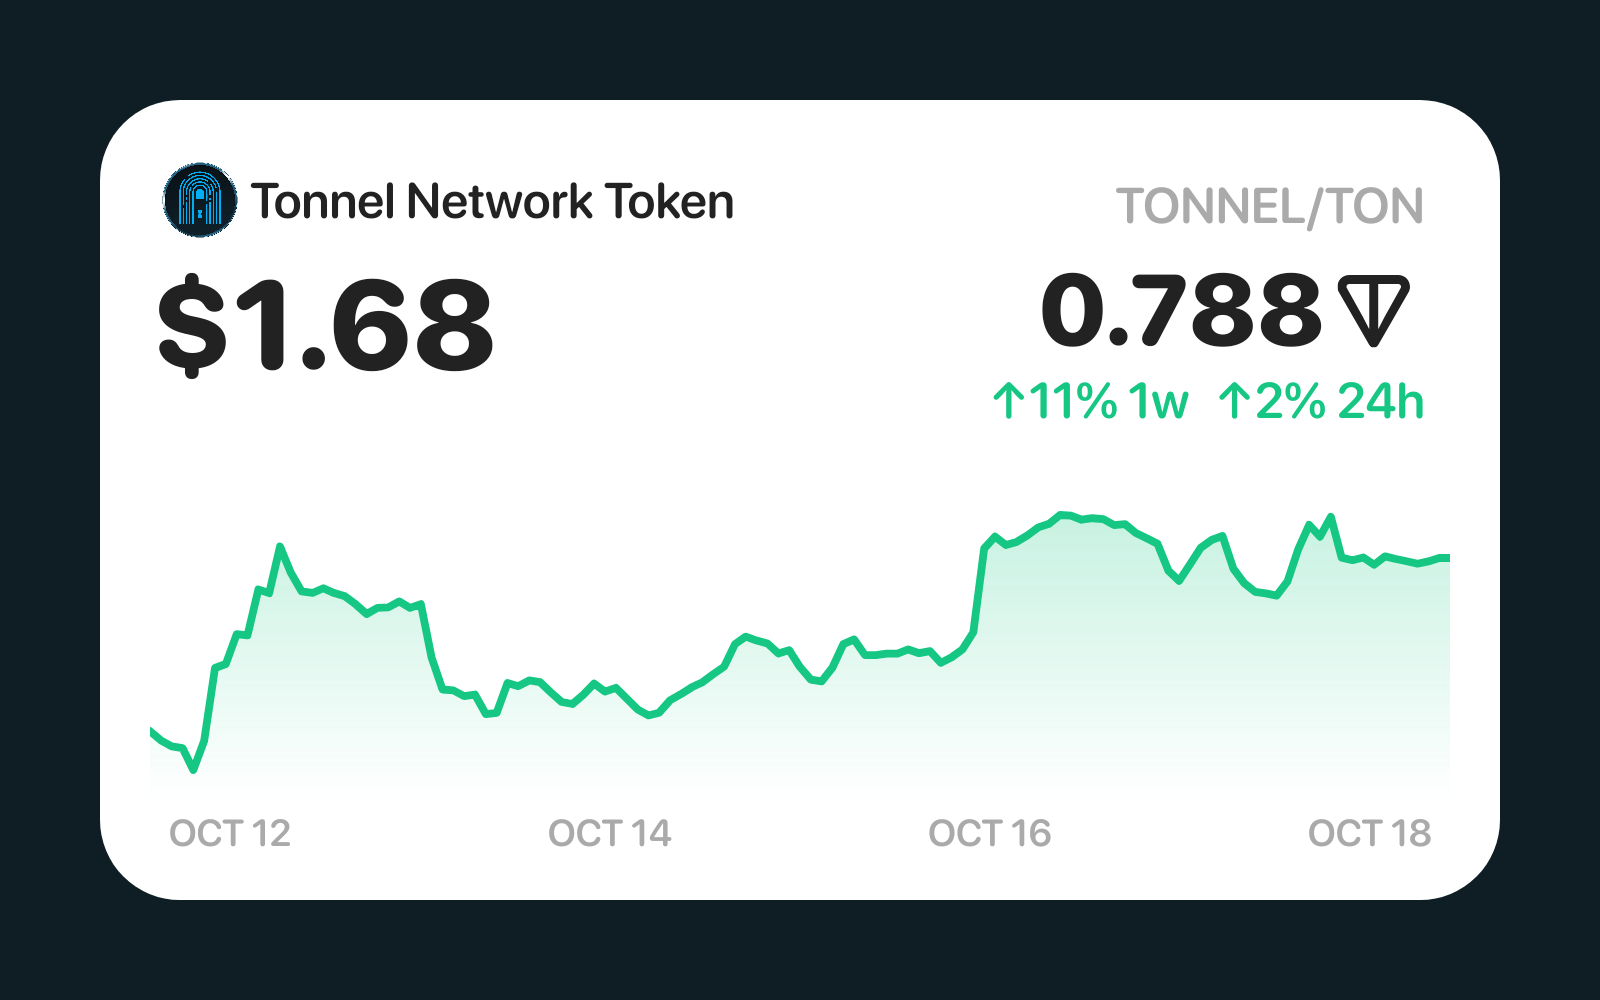 Tonnel Network Token
TONNEL/TON
$1.68
0.788
↑11% 1w ↑2% 24h
OCT 12 OCT 14 OCT 16 OCT 18